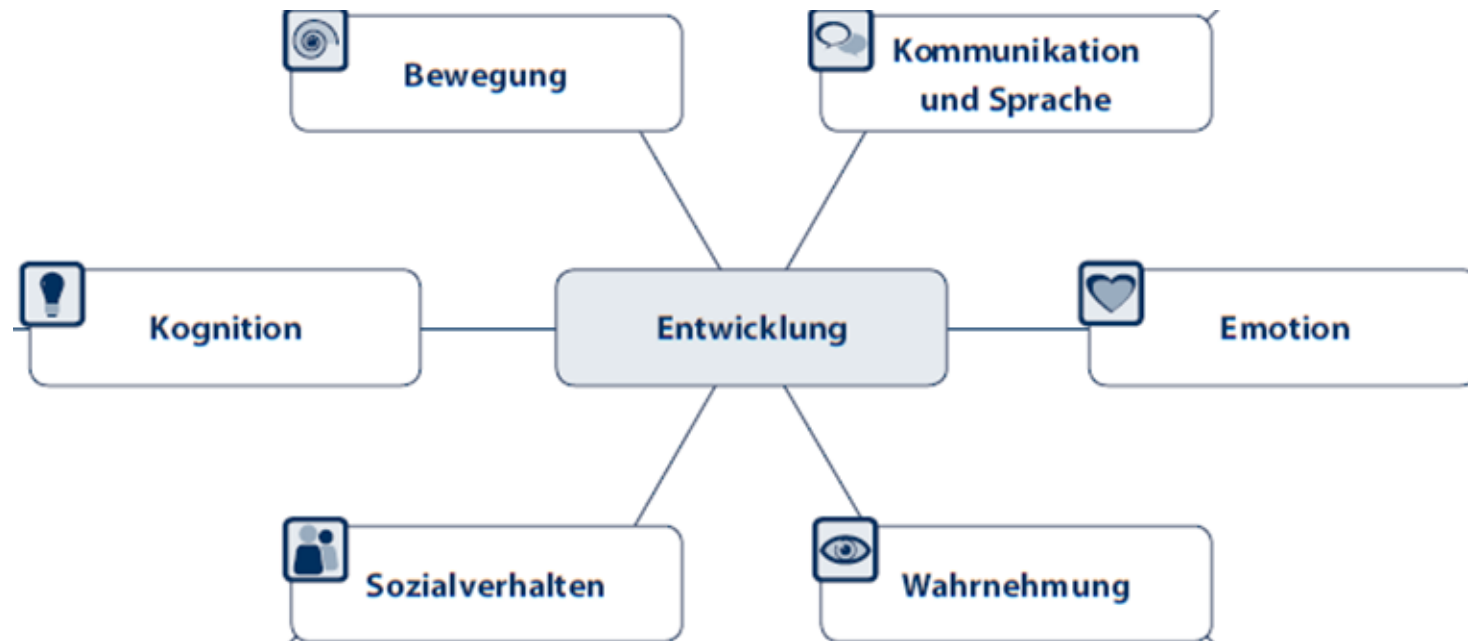 Bewegung
Kommunikation
und Sprache
Kognition
Entwicklung
Emotion
Sozialverhalten
Wahrnehmung